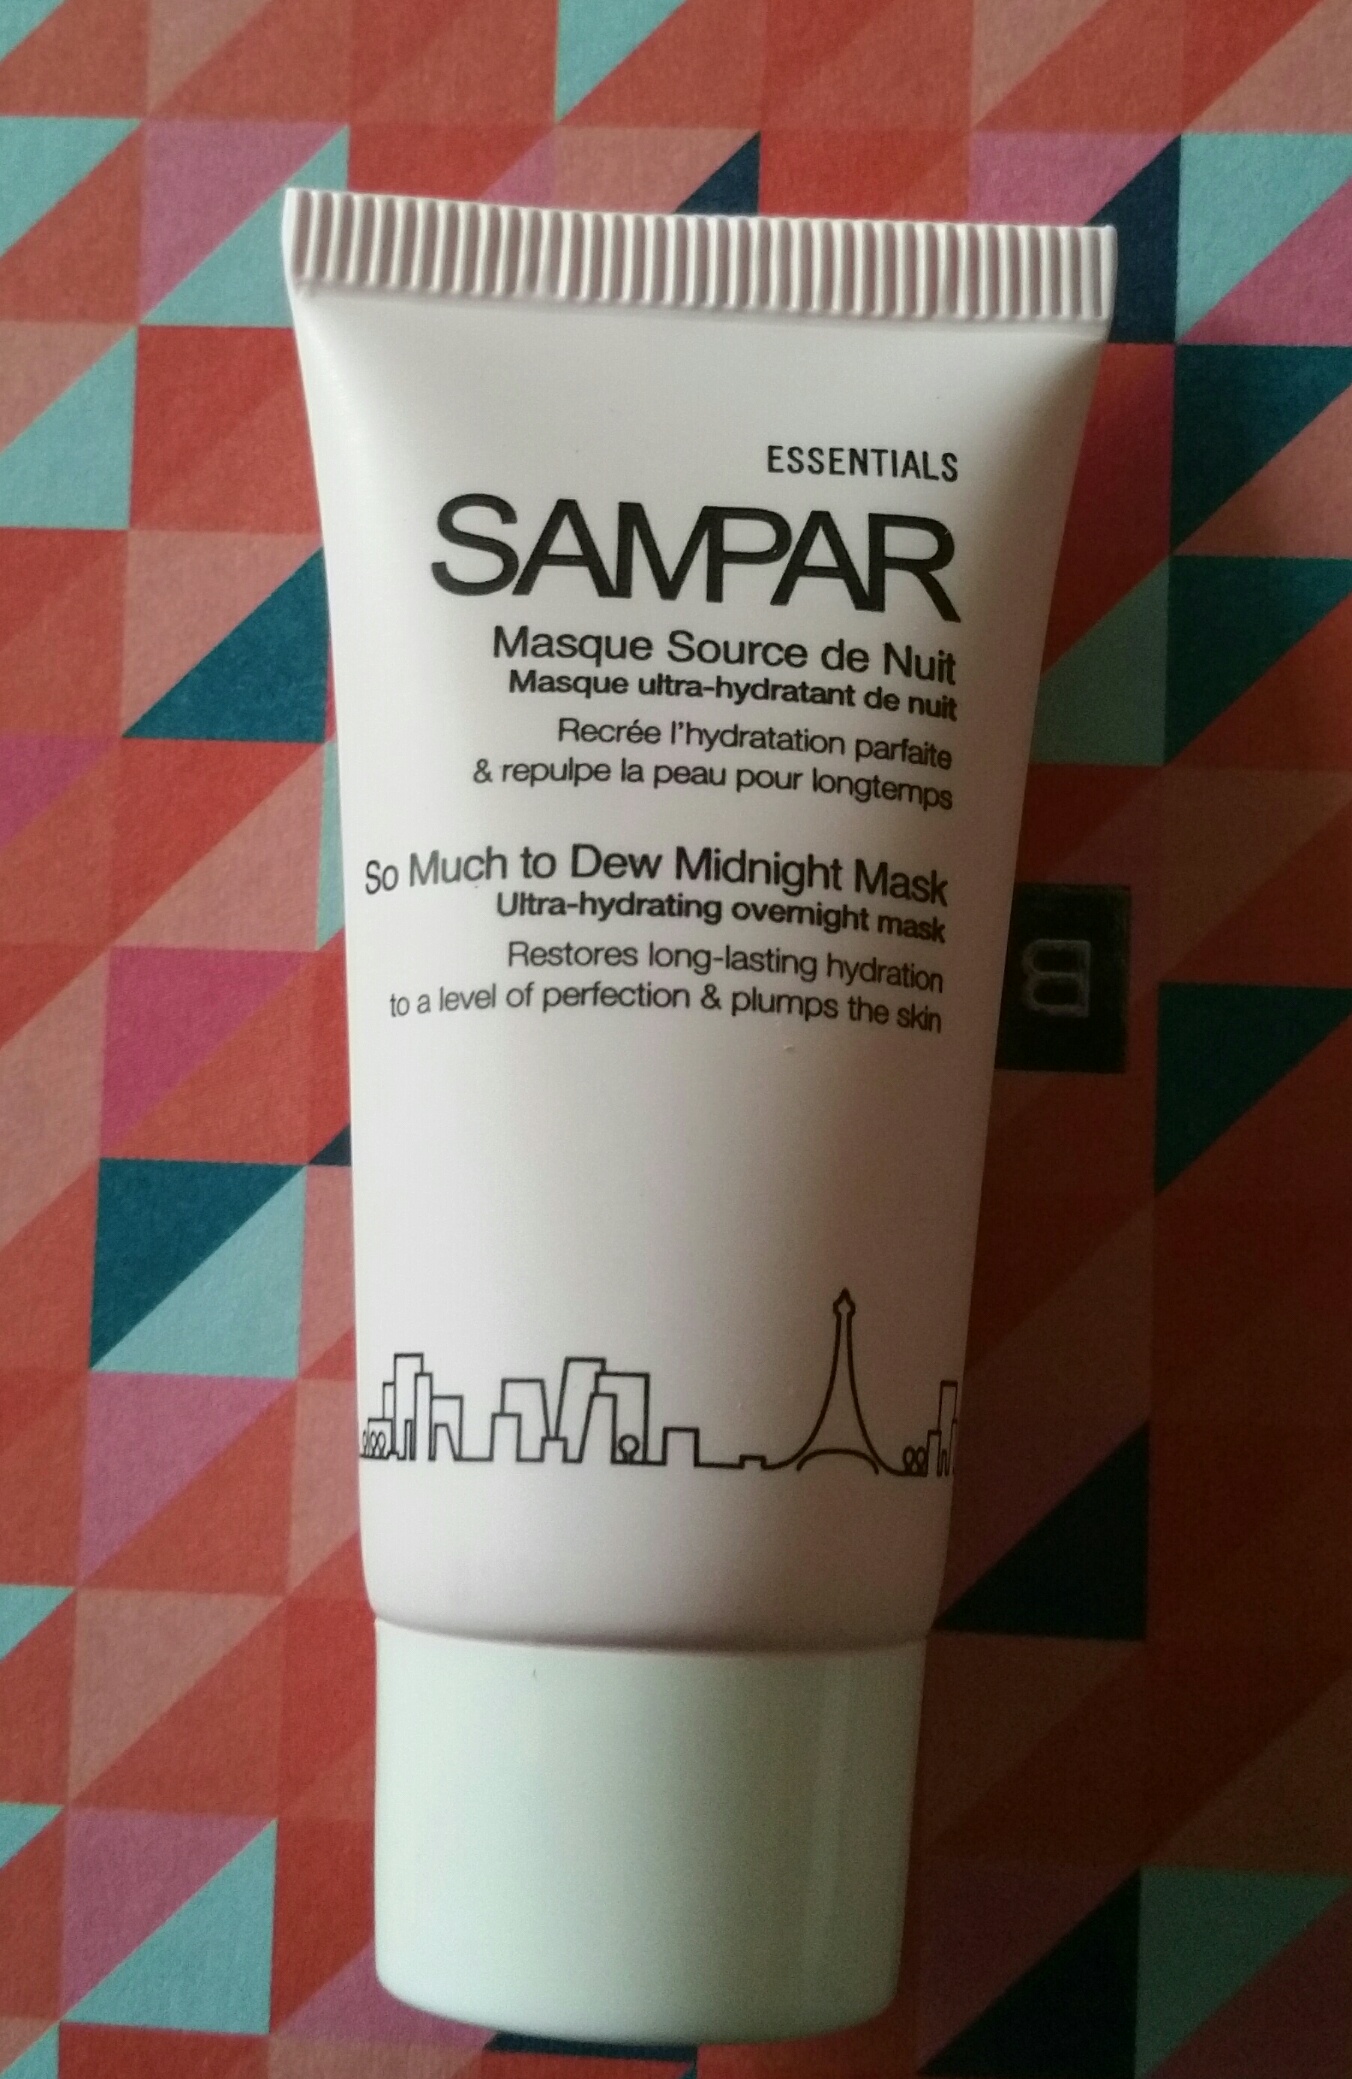 ESSENTIALS
SAMPAR
Masque Source de Nuit
Masque ultra-hydratant de nuit
Recrée l'hydratation parfaite
& repulpe la peau pour longtemps
So Much to Dew Midnight Mask
Ultra-hydrating overnight mask
Restores long-lasting hydration
to a level of perfection & plumps the skin
B